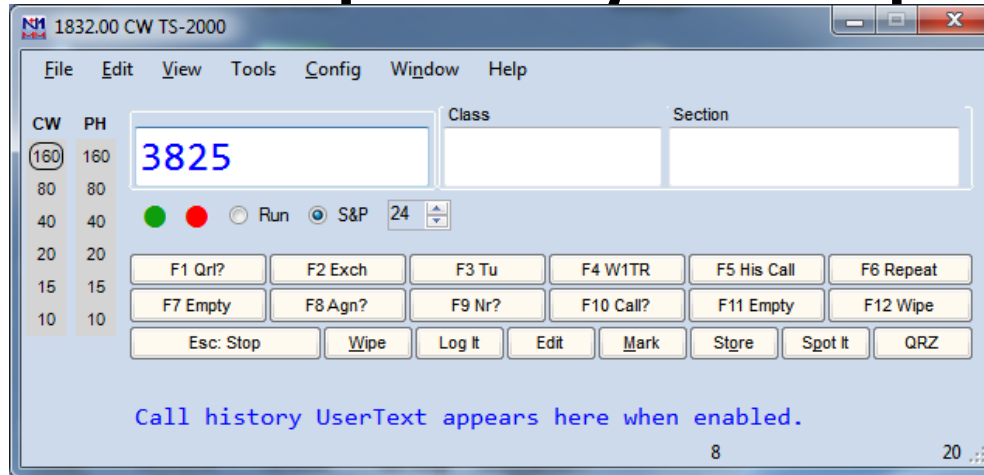 N1 MM 1832.00 CW TS-2000
File Edit View Tools Config Window Help
Class Section
CW PH
3825
160 160
80 80
40 40
20 20
15 15
10 10
Run S&P 24
F1 Qrl? F2 Exch F3 Tu F4 W1TR F5 His Call F6 Repeat
F7 Empty F8 Agn? F9 Nr? F10 Call? F11 Empty F12 Wipe
Esc: Stop Wipe Log It Edit Mark Store Spot It QRZ
Call history UserText appears here when enabled.
8 20